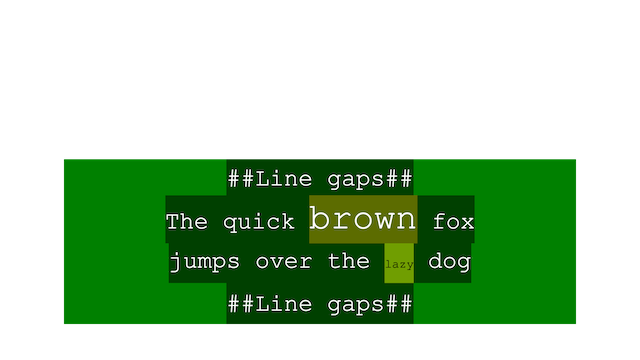 ##Line gaps##
The quick brown fox
jumps over the lazy dog
##Line gaps##